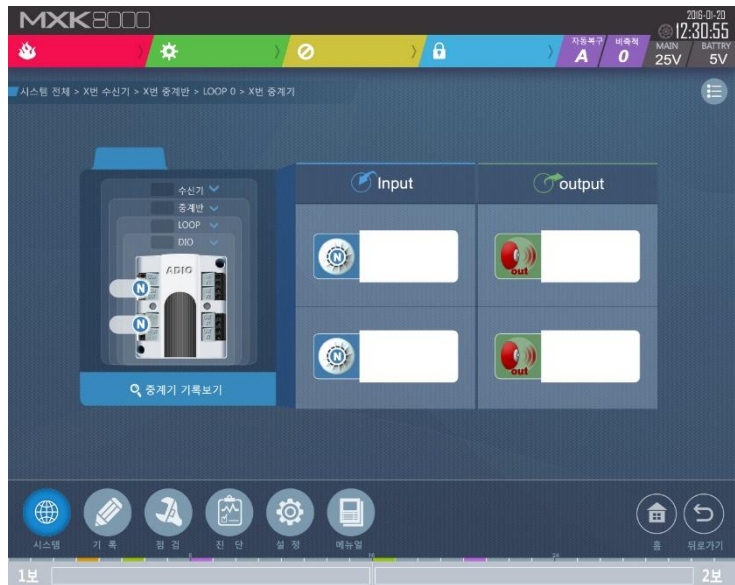 MXK8000
2016-01-20
12:30:55
자동복구 비축적 MAIN BATTRY
A 0 25V 5V
시스템 전체 > X번 수신기 > X번 중계반 > LOOP 0 > X번 중계기
수신기
중계반
LOOP
DIO
ADIO
N
N
중계기 기록보기
Input output
N out
N out
시스템 기 록 점 검 진 단 설 정 메뉴얼 홈 뒤로가기
8 16 24
1보 2보